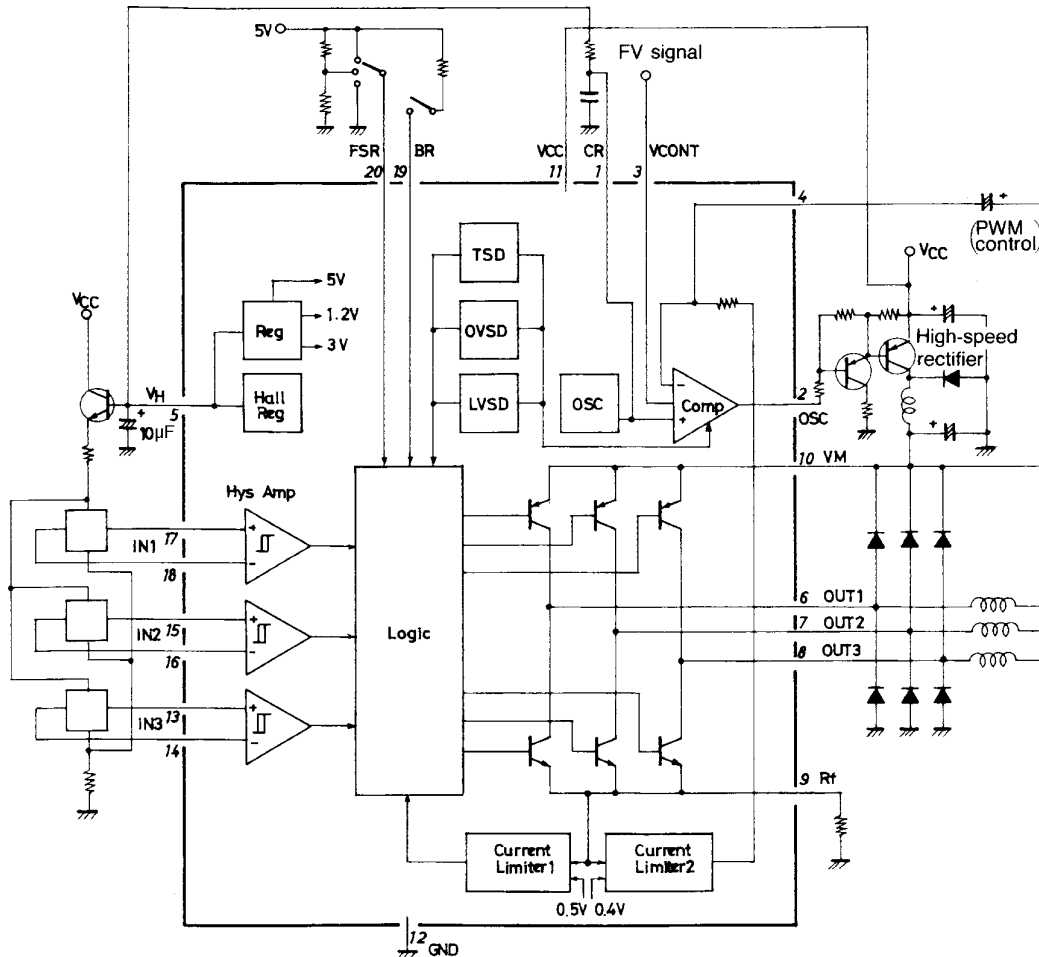 5V
FV signal
FSR
BR
VCC
CR
VCONT
20
19
11
1
3
4
+
(PWM control)
VCC
TSD
5V
1.2V
Reg
3V
OVSD
VCC
+
High-speed rectifier
VH
Hall Reg
LVSD
OSC
−
Comp
+
2
OSC
5
+
10µF
+
10 VM
Hys Amp
+
IN1
17
−
18
6 OUT1
+
IN2
15
−
16
Logic
7 OUT2
8 OUT3
+
IN3
13
−
14
9 Rf
Current Limiter1
Current Limiter2
0.5V
0.4V
12
GND